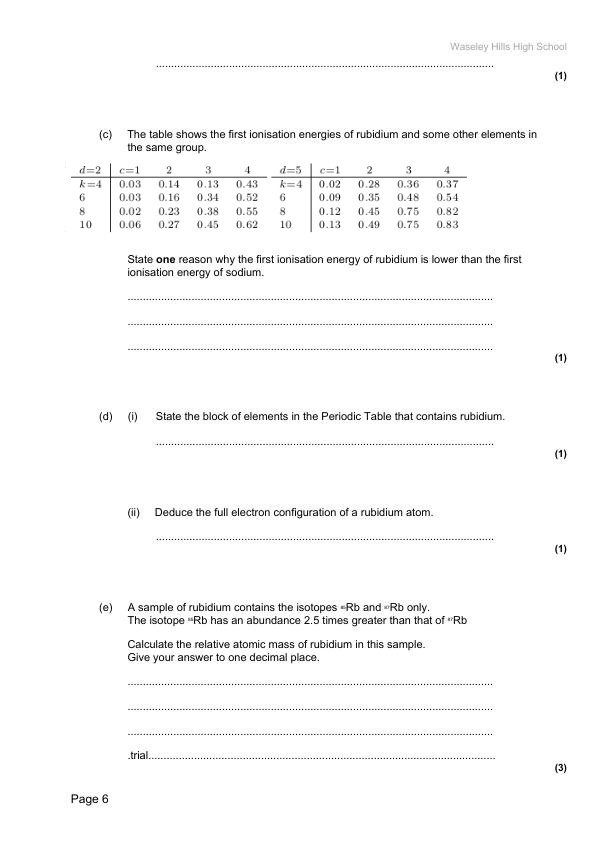 Waseley Hills High School
................................................................................................................
(1)
(c) The table shows the first ionisation energies of rubidium and some other elements in
the same group.
d=2 c=1 2 3 4 d=5 c=1 2 3 4
k=4 0.03 0.14 0.13 0.43 k=4 0.02 0.28 0.36 0.37
6 0.03 0.16 0.34 0.52 6 0.09 0.35 0.48 0.54
8 0.02 0.23 0.38 0.55 8 0.12 0.45 0.75 0.82
10 0.06 0.27 0.45 0.62 10 0.13 0.49 0.75 0.83
State one reason why the first ionisation energy of rubidium is lower than the first
ionisation energy of sodium.
................................................................................................................
................................................................................................................
................................................................................................................
(1)
(d) (i) State the block of elements in the Periodic Table that contains rubidium.
................................................................................................................
(1)
(ii) Deduce the full electron configuration of a rubidium atom.
................................................................................................................
(1)
(e) A sample of rubidium contains the isotopes Rb and Rb only.
The isotope Rb has an abundance 2.5 times greater than that of Rb
Calculate the relative atomic mass of rubidium in this sample.
Give your answer to one decimal place.
................................................................................................................
................................................................................................................
................................................................................................................
.trial................................................................................................................
(3)
Page 6